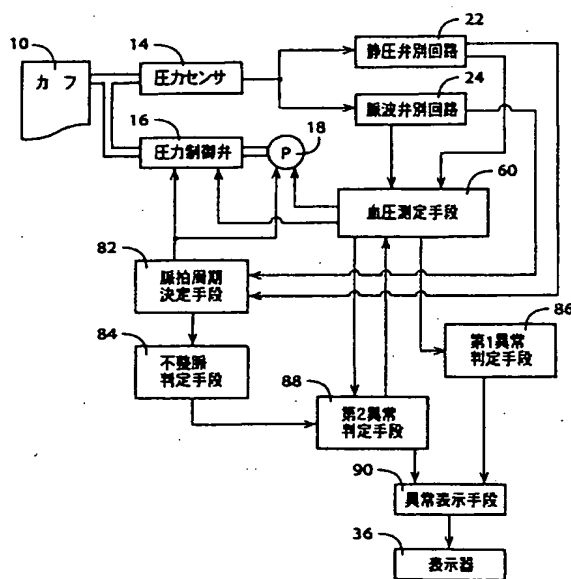 10
カフ
14
圧力センサ
22
静圧弁別回路
24
脈波弁別回路
16
圧力制御弁
P
18
60
血圧測定手段
82
脈拍周期
決定手段
84
不整脈
判定手段
86
第1異常
判定手段
88
第2異常
判定手段
90
異常表示手段
36
表示器